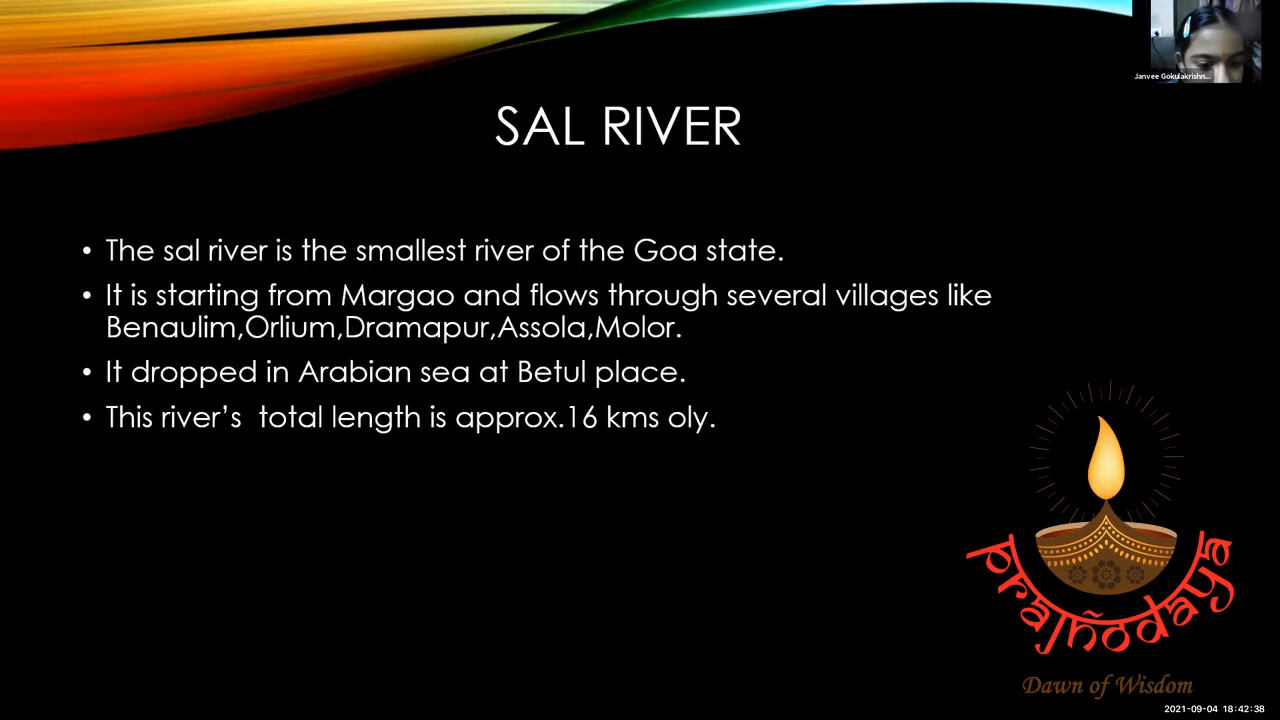 Janvee Gokulakrishn...
SAL RIVER
• The sal river is the smallest river of the Goa state.
• It is starting from Margao and flows through several villages like
Benaulim,Orlium,Dramapur,Assola,Molor.
• It dropped in Arabian sea at Betul place.
• This river’s  total length is approx.16 kms oly.
prajñodaya
Dawn of Wisdom
2021-09-04 18:42:38